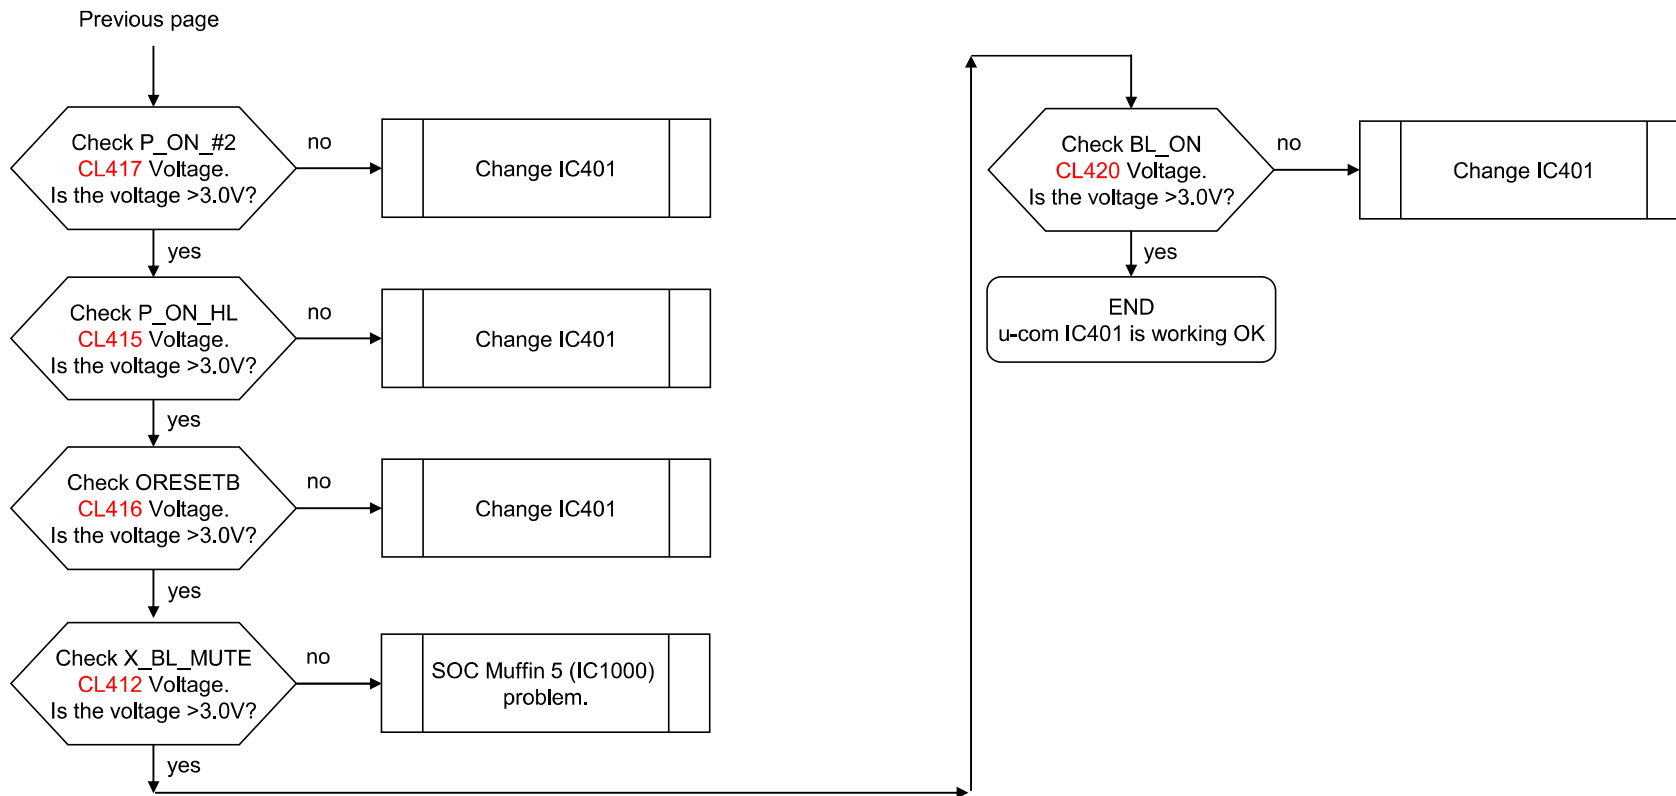 Previous page
Check P_ON_#2
CL417 Voltage.
Is the voltage >3.0V?
no
Change IC401
yes
Check P_ON_HL
CL415 Voltage.
Is the voltage >3.0V?
no
Change IC401
yes
Check ORESETB
CL416 Voltage.
Is the voltage >3.0V?
no
Change IC401
yes
Check X_BL_MUTE
CL412 Voltage.
Is the voltage >3.0V?
no
SOC Muffin 5 (IC1000)
problem.
yes
Check BL_ON
CL420 Voltage.
Is the voltage >3.0V?
no
Change IC401
yes
END
u-com IC401 is working OK